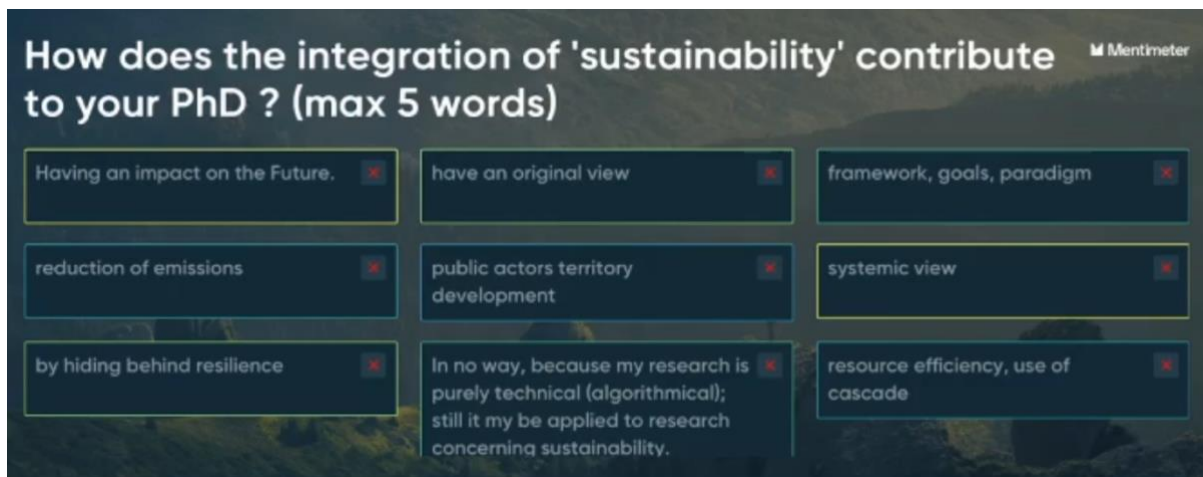 How does the integration of 'sustainability' contribute
to your PhD ? (max 5 words)
Mentimeter
Having an impact on the Future.
have an original view
framework, goals, paradigm
reduction of emissions
public actors territory
development
systemic view
by hiding behind resilience
In no way, because my research is
purely technical (algorithmical);
still it my be applied to research
concerning sustainability.
resource efficiency, use of
cascade